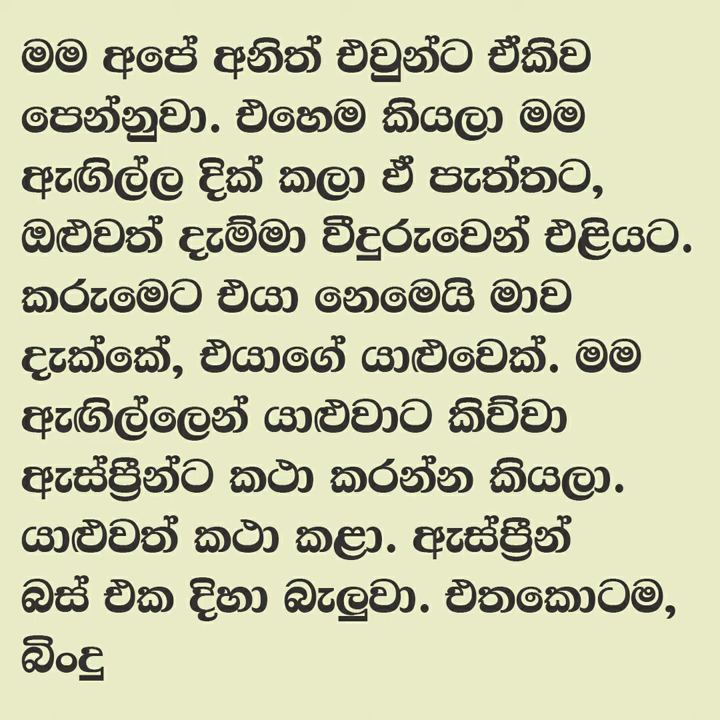 මම අපේ අනිත් එවුන්ට ඒකිව
පෙන්නුවා. එහෙම කියලා මම
ඇඟිල්ල දික් කලා ඒ පැත්තට,
ඔළුවත් දැම්මා වීදුරුවෙන් එළියට.
කරුමෙට එයා නෙමෙයි මාව
දැක්කේ, එයාගේ යාළුවෙක්. මම
ඇඟිල්ලෙන් යාළුවාට කිව්වා
ඇස්ප්‍රීන්ට කථා කරන්න කියලා.
යාළුවත් කථා කළා. ඇස්ප්‍රීන්
බස් එක දිහා බැලුවා. එතකොටම,
බිංදු